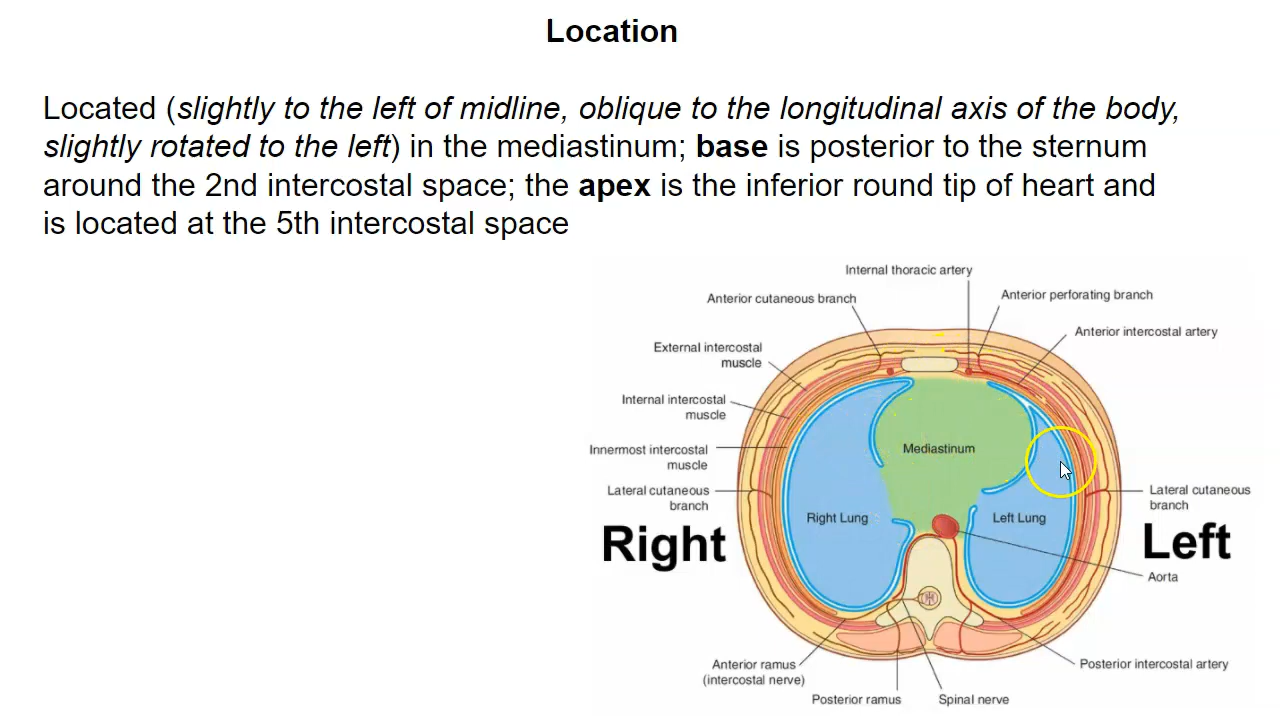 Location
Located (slightly to the left of midline, oblique to the longitudinal axis of the body,
slightly rotated to the left) in the mediastinum; base is posterior to the sternum
around the 2nd intercostal space; the apex is the inferior round tip of heart and
is located at the 5th intercostal space
Internal thoracic artery
Anterior cutaneous branch
Anterior perforating branch
Anterior intercostal artery
External intercostal
muscle
Internal intercostal
muscle
Innermost intercostal
muscle
Lateral cutaneous
branch
Mediastinum
Right Lung
Left Lung
Lateral cutaneous
branch
Right
Left
Aorta
Anterior ramus
(intercostal nerve)
Posterior intercostal artery
Posterior ramus
Spinal nerve